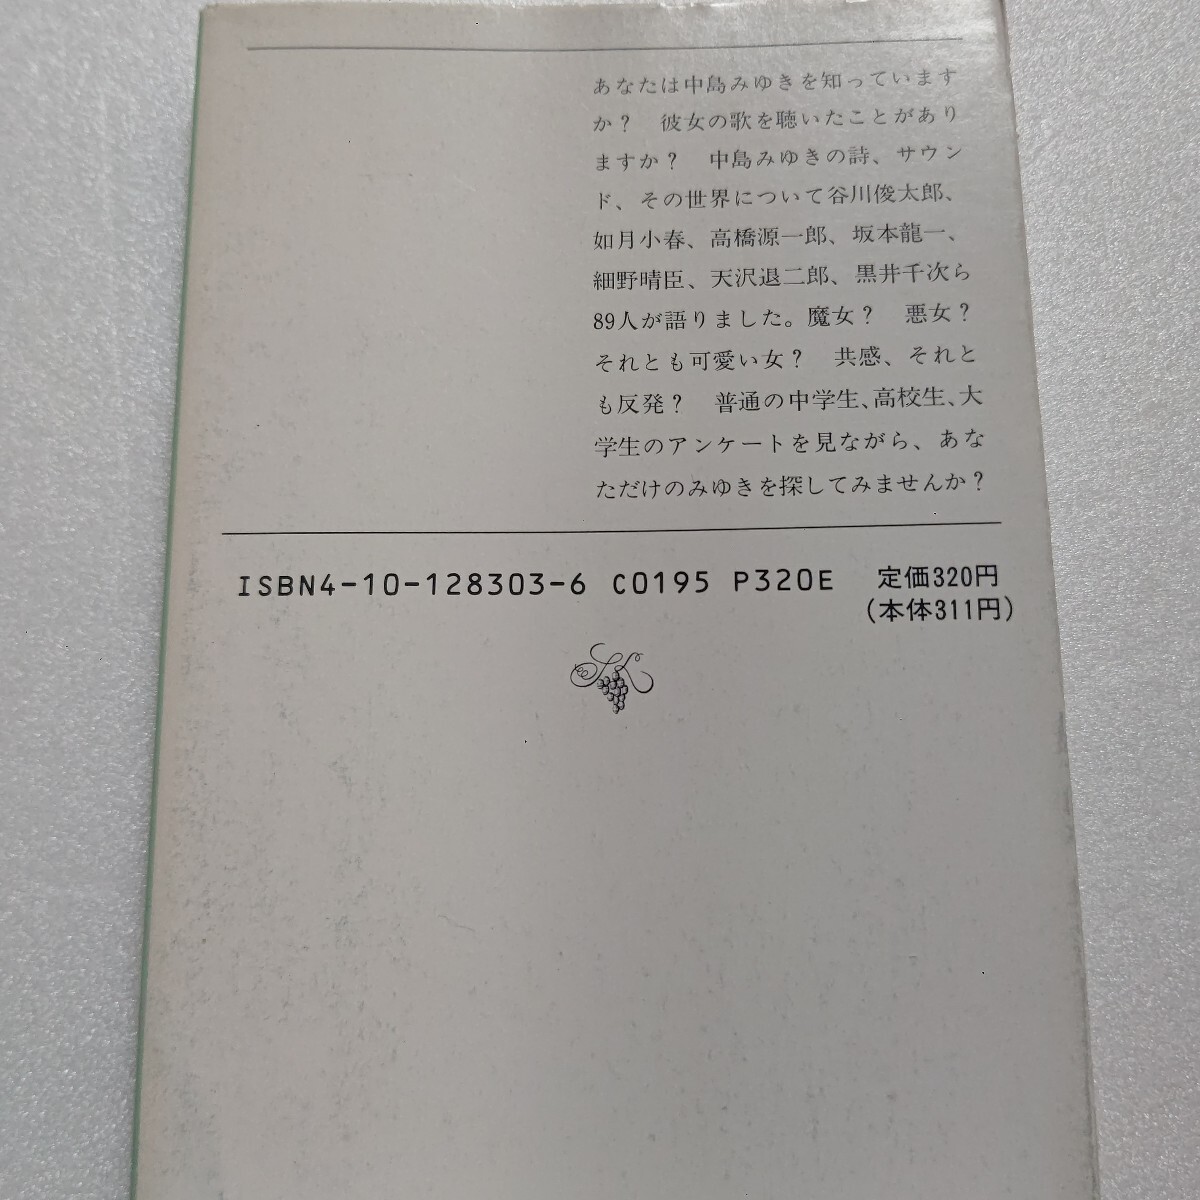 あなたは中島みゆきを知っています
か？　彼女の歌を聴いたことがあり
ますか？　中島みゆきの詩、サウン
ド、その世界について谷川俊太郎、
如月小春、高橋源一郎、坂本龍一、
細野晴臣、天沢退二郎、黒井千次ら
89人が語りました。魔女？　悪女？
それとも可愛い女？　共感、それと
も反発？　普通の中学生、高校生、大
学生のアンケートを見ながら、あな
ただけのみゆきを探してみませんか？
ISBN4-10-128303-6 C0195 P320E 定価320円
(本体311円)